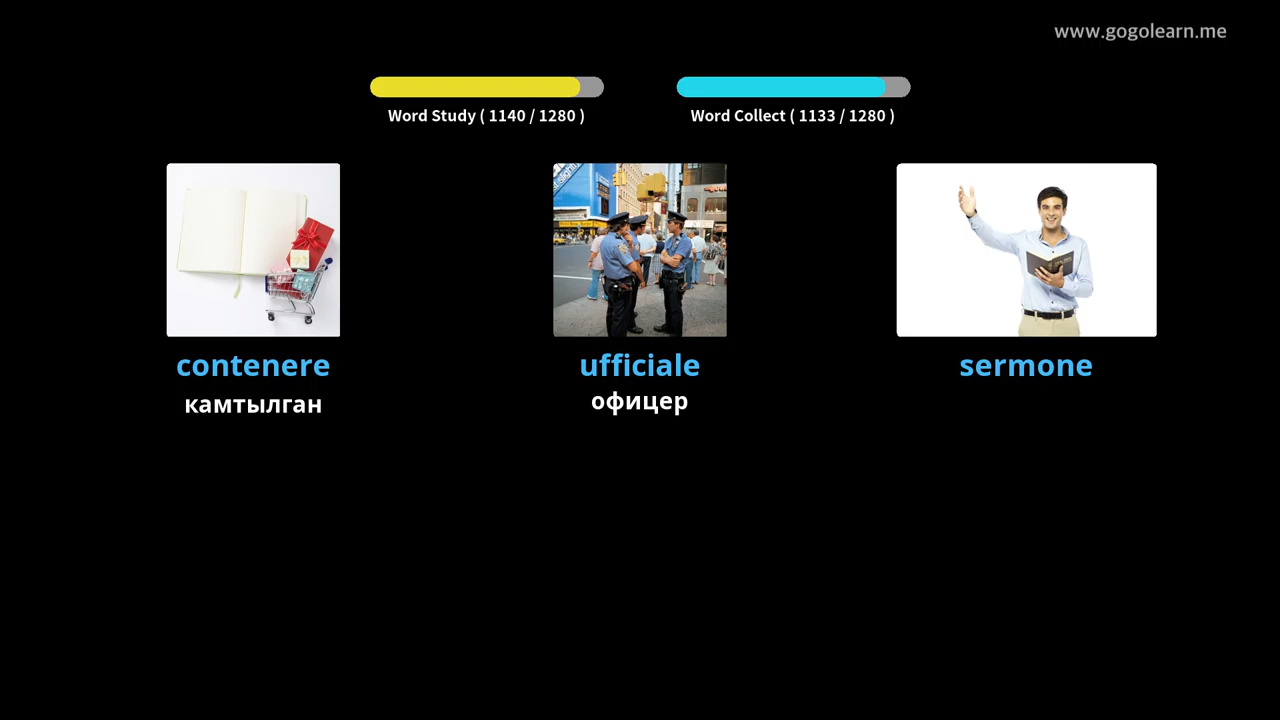 www.gogolearn.me
Word Study ( 1140 / 1280 )
Word Collect ( 1133 / 1280 )
contenere
ufficiale
sermone
камтылган
офицер